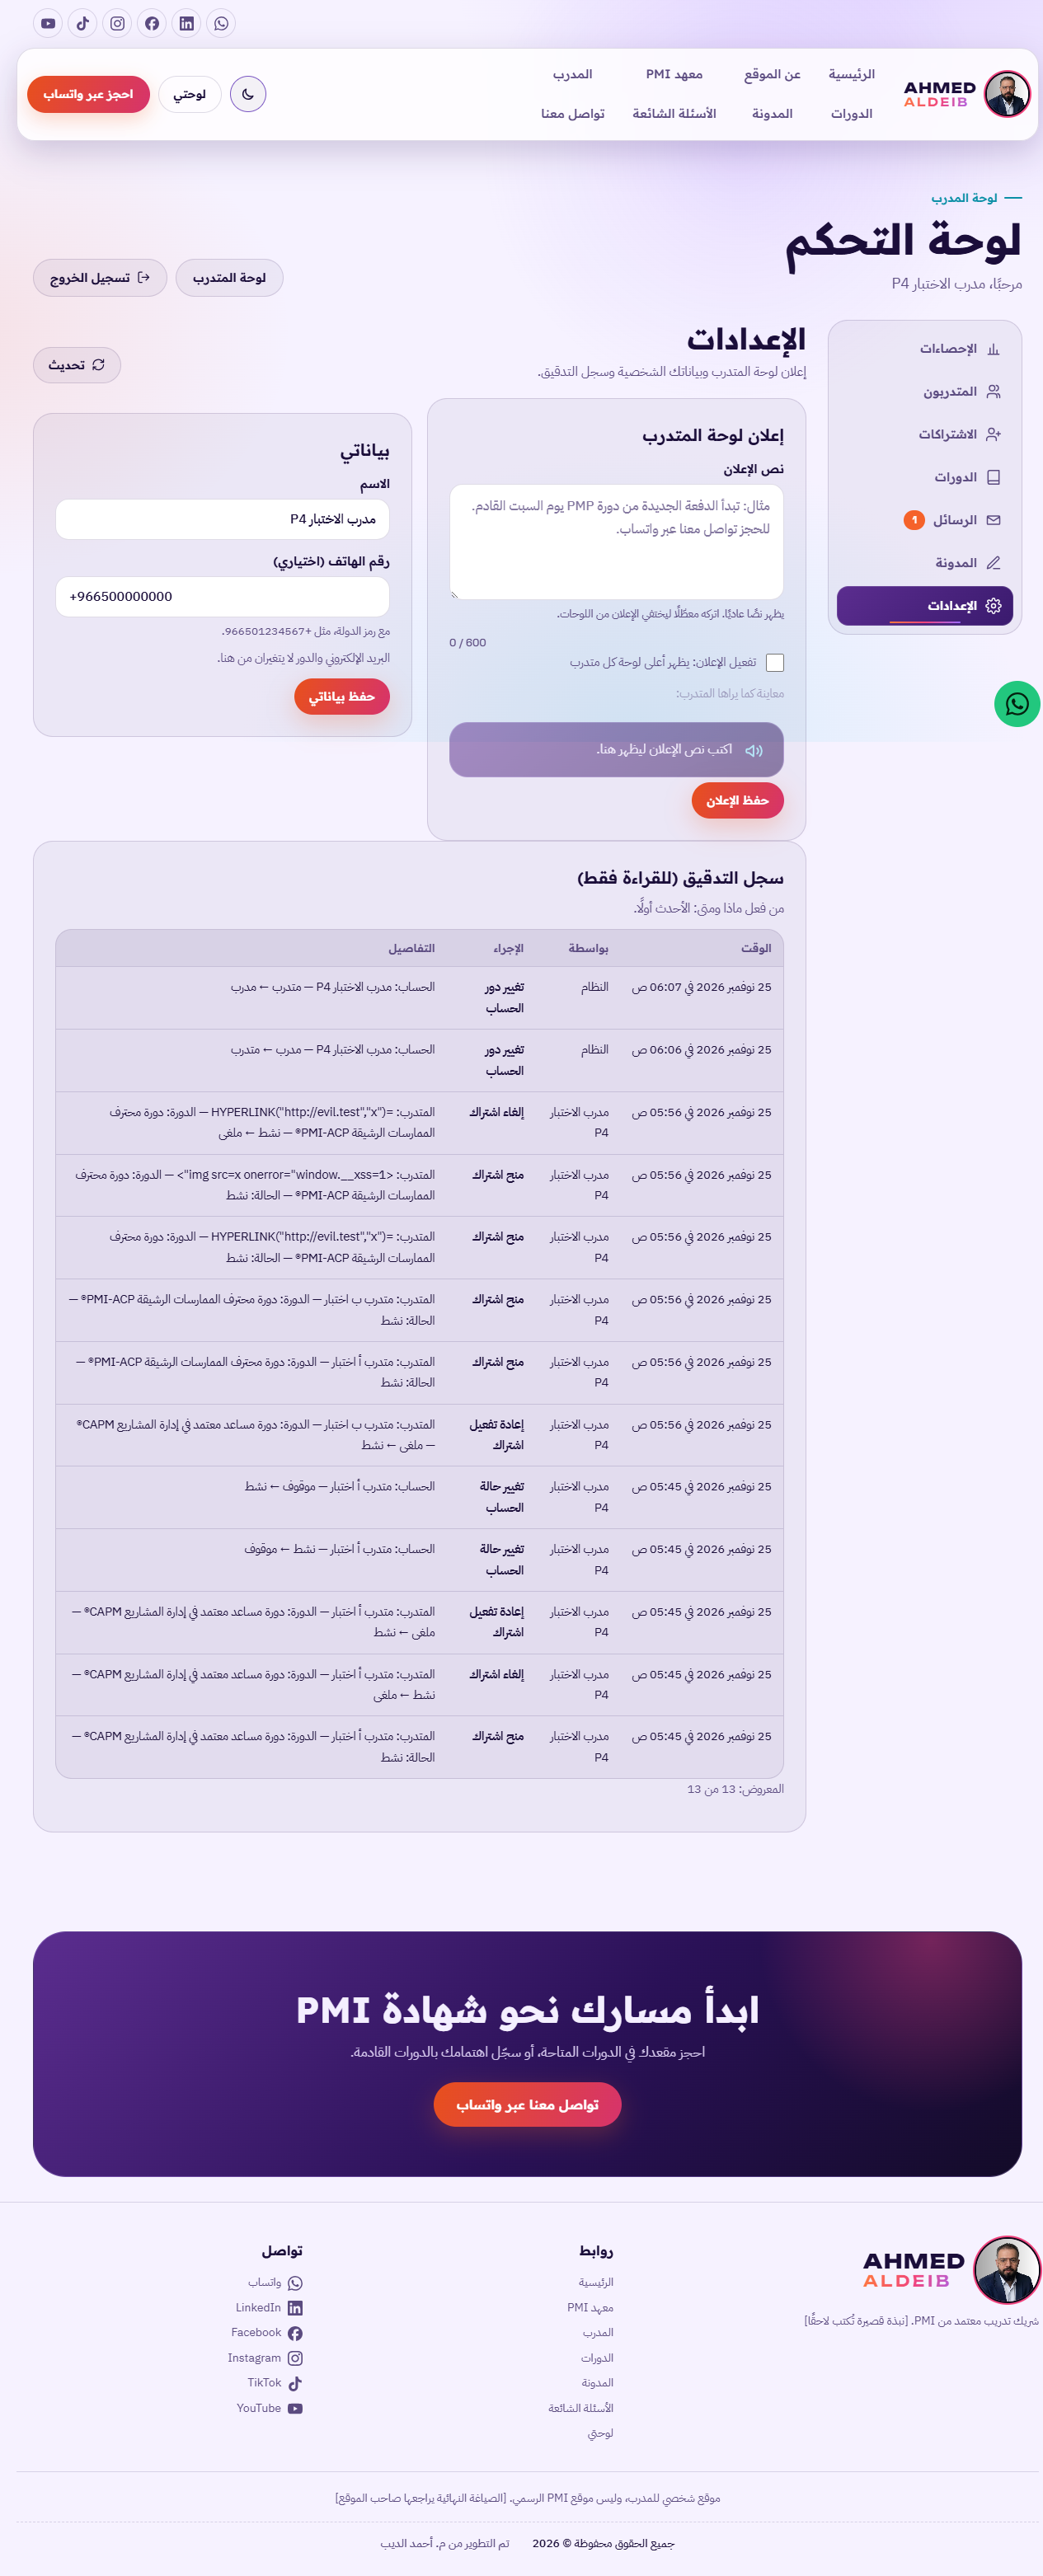 AHMED
ALDEIB
الرئيسية
عن الموقع
معهد PMI
المدرب
الدورات
المدونة
الأسئلة الشائعة
تواصل معنا
لوحتي
احجز عبر واتساب
لوحة المدرب
لوحة التحكم
مرحبًا، مدرب الاختبار P4
لوحة المتدرب
تسجيل الخروج
الإحصاءات
المتدربون
الاشتراكات
الدورات
الرسائل
1
المدونة
الإعدادات
الإعدادات
إعلان لوحة المتدرب وبياناتك الشخصية وسجل التدقيق.
تحديث
إعلان لوحة المتدرب
نص الإعلان
مثال: تبدأ الدفعة الجديدة من دورة PMP يوم السبت القادم.
للحجز تواصل معنا عبر واتساب.
يظهر نصًا عاديًا. اتركه معطّلًا ليختفي الإعلان من اللوحات.
0 / 600
تفعيل الإعلان: يظهر أعلى لوحة كل متدرب
معاينة كما يراها المتدرب:
اكتب نص الإعلان ليظهر هنا.
حفظ الإعلان
بياناتي
الاسم
مدرب الاختبار P4
رقم الهاتف (اختياري)
+966500000000
مع رمز الدولة، مثل +966501234567.
البريد الإلكتروني والدور لا يتغيران من هنا.
حفظ بياناتي
سجل التدقيق (للقراءة فقط)
من فعل ماذا ومتى: الأحدث أولًا.
الوقت بواسطة الإجراء التفاصيل
25 نوفمبر 2026 في 06:07 ص النظام تغيير دور الحساب: مدرب الاختبار P4 — متدرب ← مدرب
الحساب
25 نوفمبر 2026 في 06:06 ص النظام تغيير دور الحساب: مدرب الاختبار P4 — مدرب ← متدرب
الحساب
25 نوفمبر 2026 في 05:56 ص مدرب الاختبار إلغاء اشتراك المتدرب: =HYPERLINK("http://evil.test","x") — الدورة: دورة محترف
P4 الممارسات الرشيقة PMI-ACP® — نشط ← ملغى
25 نوفمبر 2026 في 05:56 ص مدرب الاختبار منح اشتراك المتدرب: <img src=x onerror="window.__xss=1"> — الدورة: دورة محترف
P4 الممارسات الرشيقة PMI-ACP® — الحالة: نشط
25 نوفمبر 2026 في 05:56 ص مدرب الاختبار منح اشتراك المتدرب: =HYPERLINK("http://evil.test","x") — الدورة: دورة محترف
P4 الممارسات الرشيقة PMI-ACP® — الحالة: نشط
25 نوفمبر 2026 في 05:56 ص مدرب الاختبار منح اشتراك المتدرب: متدرب ب اختبار — الدورة: دورة محترف الممارسات الرشيقة PMI-ACP® —
P4 الحالة: نشط
25 نوفمبر 2026 في 05:56 ص مدرب الاختبار منح اشتراك المتدرب: متدرب أ اختبار — الدورة: دورة محترف الممارسات الرشيقة PMI-ACP® —
P4 الحالة: نشط
25 نوفمبر 2026 في 05:56 ص مدرب الاختبار إعادة تفعيل المتدرب: متدرب ب اختبار — الدورة: دورة مساعد معتمد في إدارة المشاريع CAPM®
P4 اشتراك — ملغى ← نشط
25 نوفمبر 2026 في 05:45 ص مدرب الاختبار تغيير حالة الحساب: متدرب أ اختبار — موقوف ← نشط
P4 الحساب
25 نوفمبر 2026 في 05:45 ص مدرب الاختبار تغيير حالة الحساب: متدرب أ اختبار — نشط ← موقوف
P4 الحساب
25 نوفمبر 2026 في 05:45 ص مدرب الاختبار إعادة تفعيل المتدرب: متدرب أ اختبار — الدورة: دورة مساعد معتمد في إدارة المشاريع CAPM® —
P4 اشتراك ملغى ← نشط
25 نوفمبر 2026 في 05:45 ص مدرب الاختبار إلغاء اشتراك المتدرب: متدرب أ اختبار — الدورة: دورة مساعد معتمد في إدارة المشاريع CAPM® —
P4 نشط ← ملغى
25 نوفمبر 2026 في 05:45 ص مدرب الاختبار منح اشتراك المتدرب: متدرب أ اختبار — الدورة: دورة مساعد معتمد في إدارة المشاريع CAPM® —
P4 الحالة: نشط
المعروض: 13 من 13
ابدأ مسارك نحو شهادة PMI
احجز مقعدك في الدورات المتاحة، أو سجّل اهتمامك بالدورات القادمة.
تواصل معنا عبر واتساب
AHMED
ALDEIB
شريك تدريب معتمد من PMI. [نبذة قصيرة تُكتب لاحقًا]
روابط
الرئيسية
معهد PMI
المدرب
الدورات
المدونة
الأسئلة الشائعة
لوحتي
تواصل
واتساب
LinkedIn
Facebook
Instagram
TikTok
YouTube
موقع شخصي للمدرب، وليس موقع PMI الرسمي. [الصياغة النهائية يراجعها صاحب الموقع]
جميع الحقوق محفوظة © 2026
تم التطوير من م. أحمد الديب